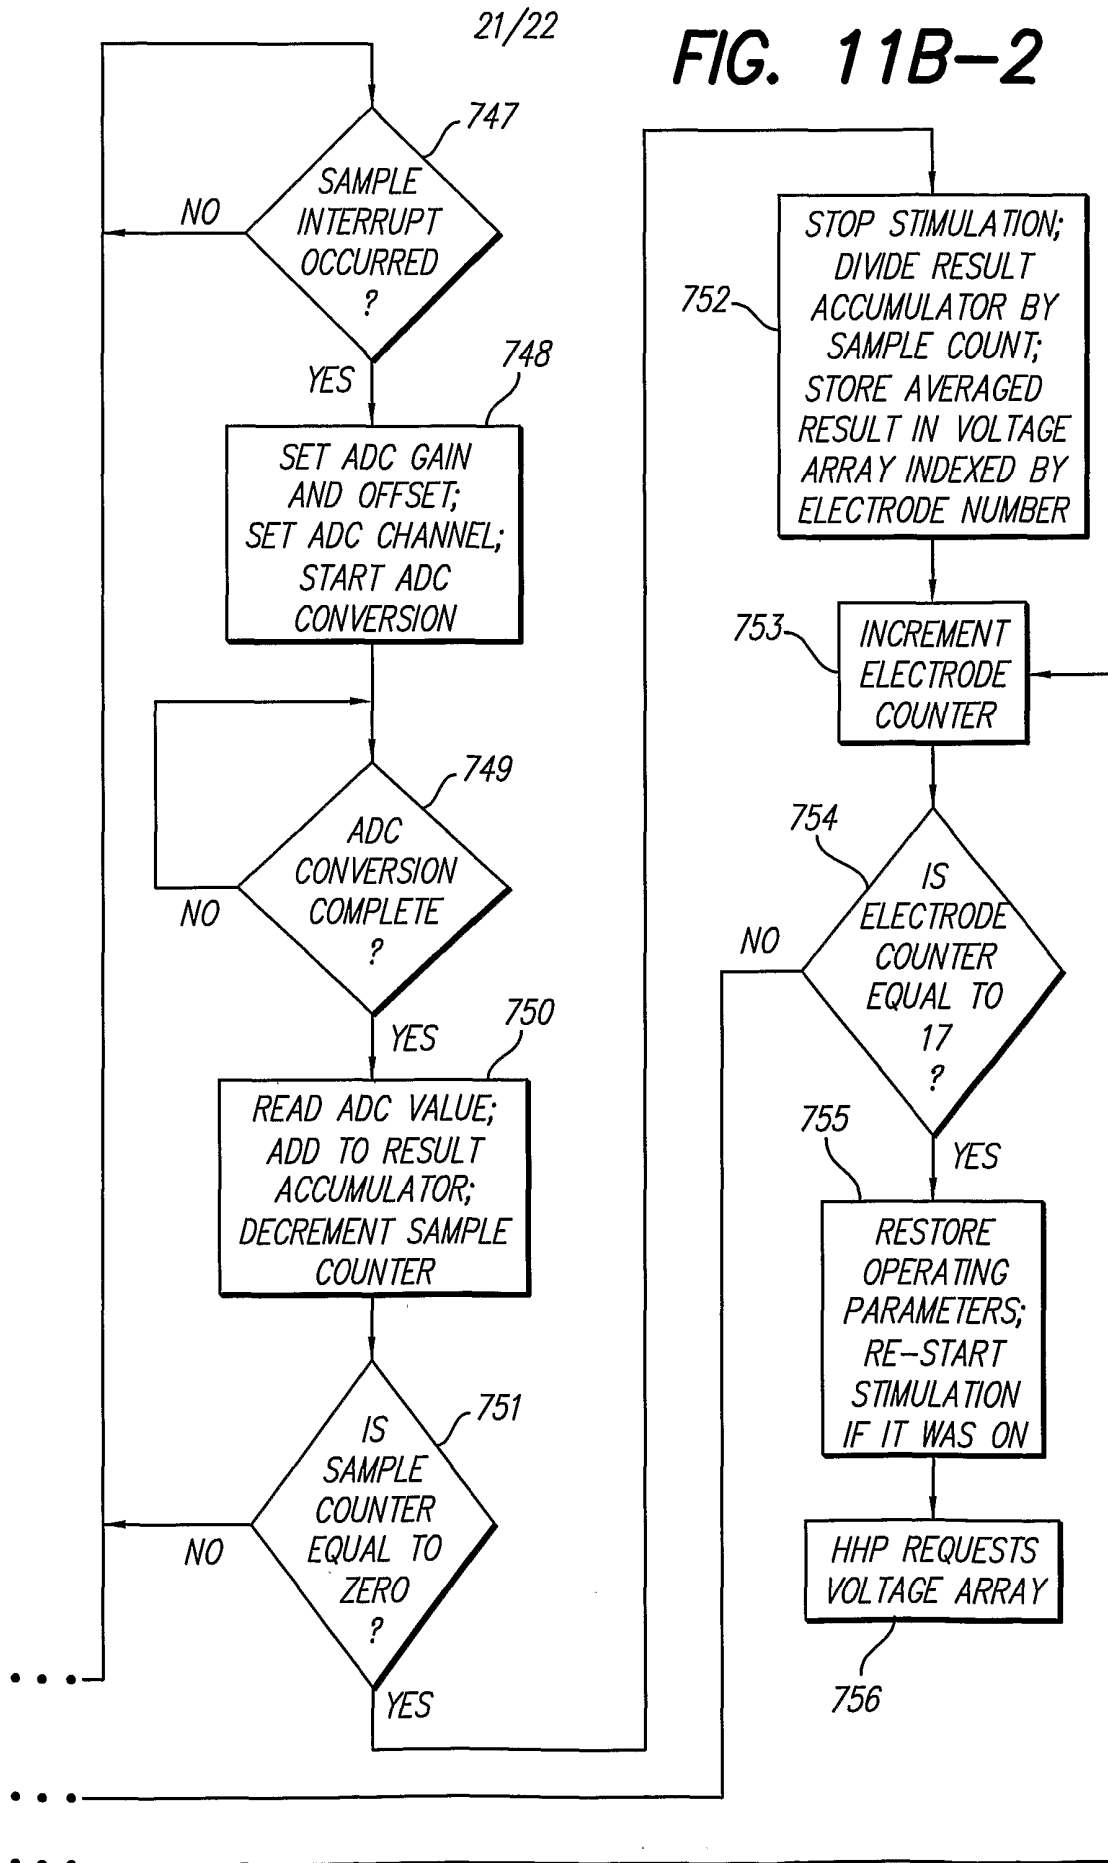 21/22
FIG. 11B-2
747
SAMPLE
INTERRUPT
OCCURRED
?
NO
YES
748
SET ADC GAIN
AND OFFSET;
SET ADC CHANNEL;
START ADC
CONVERSION
749
ADC
CONVERSION
COMPLETE
?
NO
YES
750
READ ADC VALUE;
ADD TO RESULT
ACCUMULATOR;
DECREMENT SAMPLE
COUNTER
751
IS
SAMPLE
COUNTER
EQUAL TO
ZERO
?
NO
YES
752
STOP STIMULATION;
DIVIDE RESULT
ACCUMULATOR BY
SAMPLE COUNT;
STORE AVERAGED
RESULT IN VOLTAGE
ARRAY INDEXED BY
ELECTRODE NUMBER
753
INCREMENT
ELECTRODE
COUNTER
754
IS
ELECTRODE
COUNTER
EQUAL TO
17
?
NO
YES
755
RESTORE
OPERATING
PARAMETERS;
RE-START
STIMULATION
IF IT WAS ON
HHP REQUESTS
VOLTAGE ARRAY
756